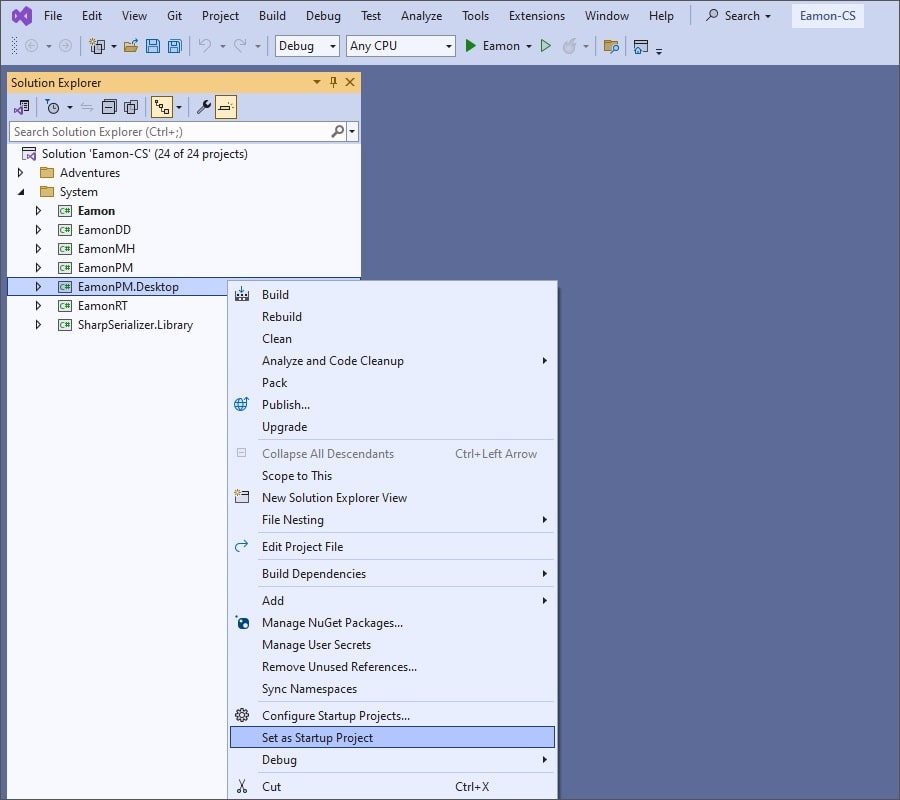 File Edit View Git Project Build Debug Test Analyze Tools Extensions Window Help Search Eamon-CS
Debug Any CPU Eamon
Solution Explorer
Search Solution Explorer (Ctrl+;)
Solution 'Eamon-CS' (24 of 24 projects)
Adventures
System
C# Eamon
C# EamonDD
C# EamonMH
C# EamonPM
C# EamonPM.Desktop
C# EamonRT
C# SharpSerializer.Library
Build
Rebuild
Clean
Analyze and Code Cleanup
Pack
Publish...
Upgrade
Collapse All Descendants Ctrl+Left Arrow
Scope to This
New Solution Explorer View
File Nesting
Edit Project File
Build Dependencies
Add
Manage NuGet Packages...
Manage User Secrets
Remove Unused References...
Sync Namespaces
Configure Startup Projects...
Set as Startup Project
Debug
Cut Ctrl+X